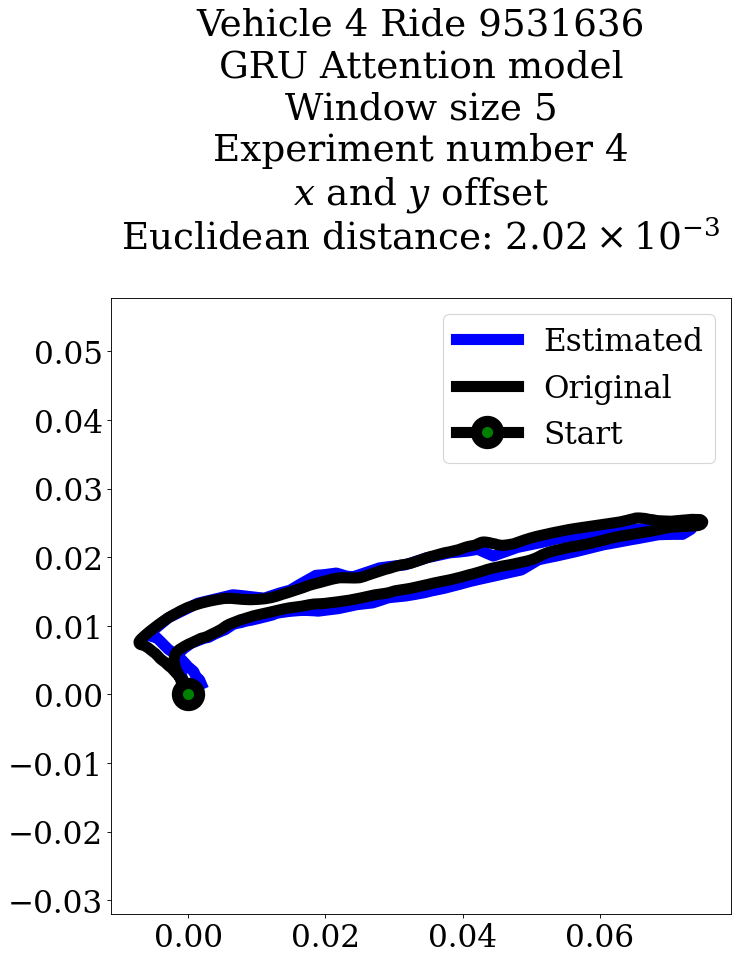 Vehicle 4 Ride 9531636
GRU Attention model
Window size 5
Experiment number 4
x and y offset
Euclidean distance: 2.02 × 10⁻³
Estimated
Original
Start
0.05
0.04
0.03
0.02
0.01
0.00
−0.01
−0.02
−0.03
0.00 0.02 0.04 0.06